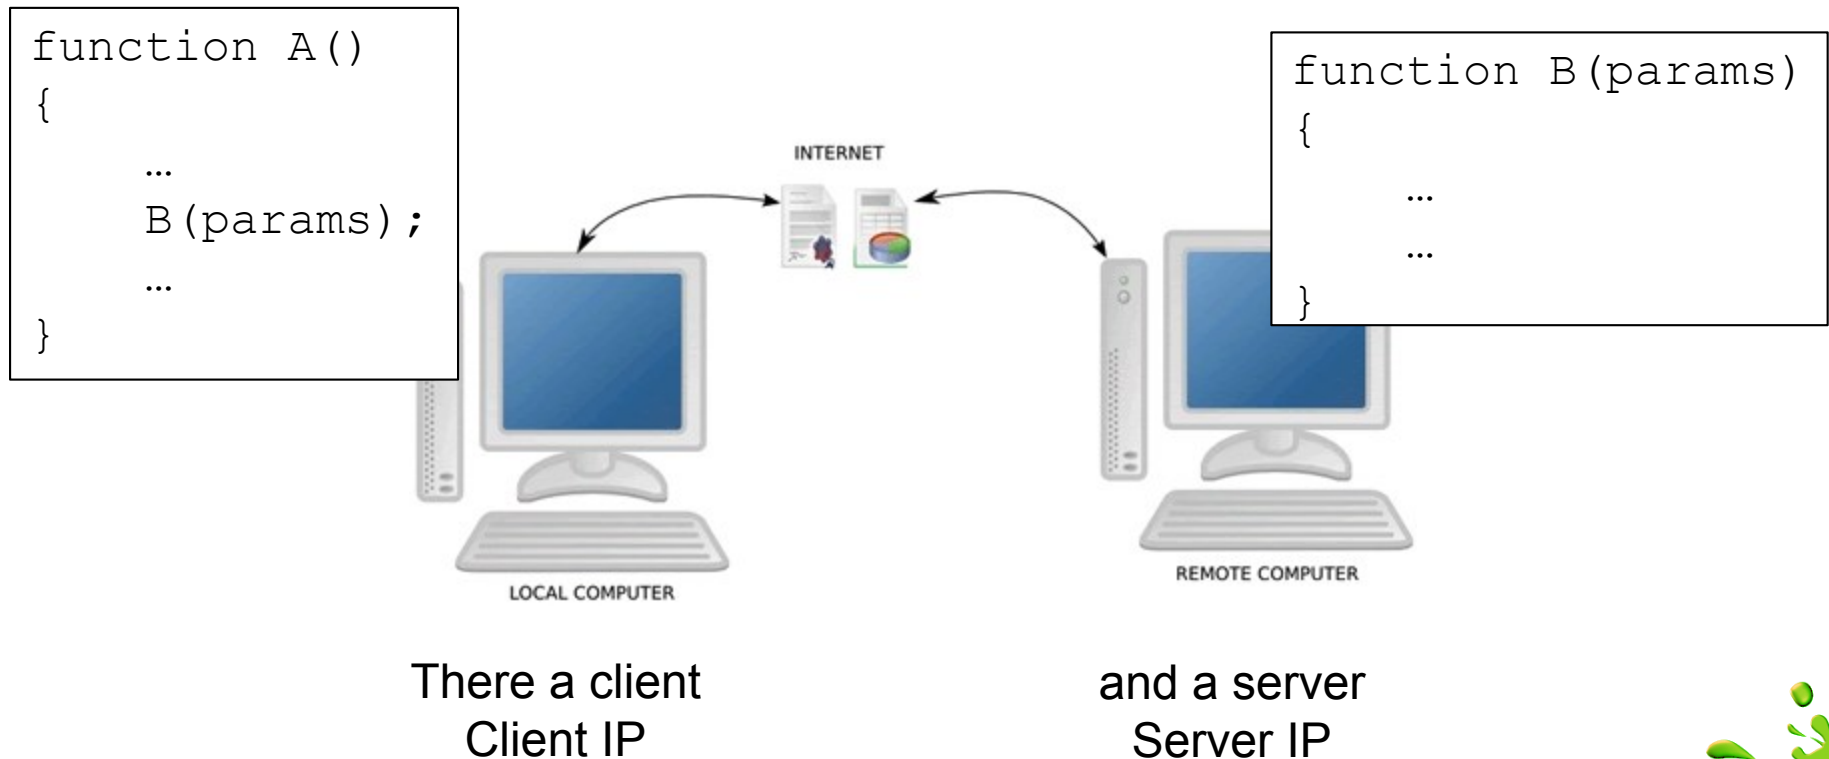 function A()
{
…
B(params);
…
}
INTERNET
function B(params)
{
…
…
}
LOCAL COMPUTER
REMOTE COMPUTER
There a client
Client IP
and a server
Server IP